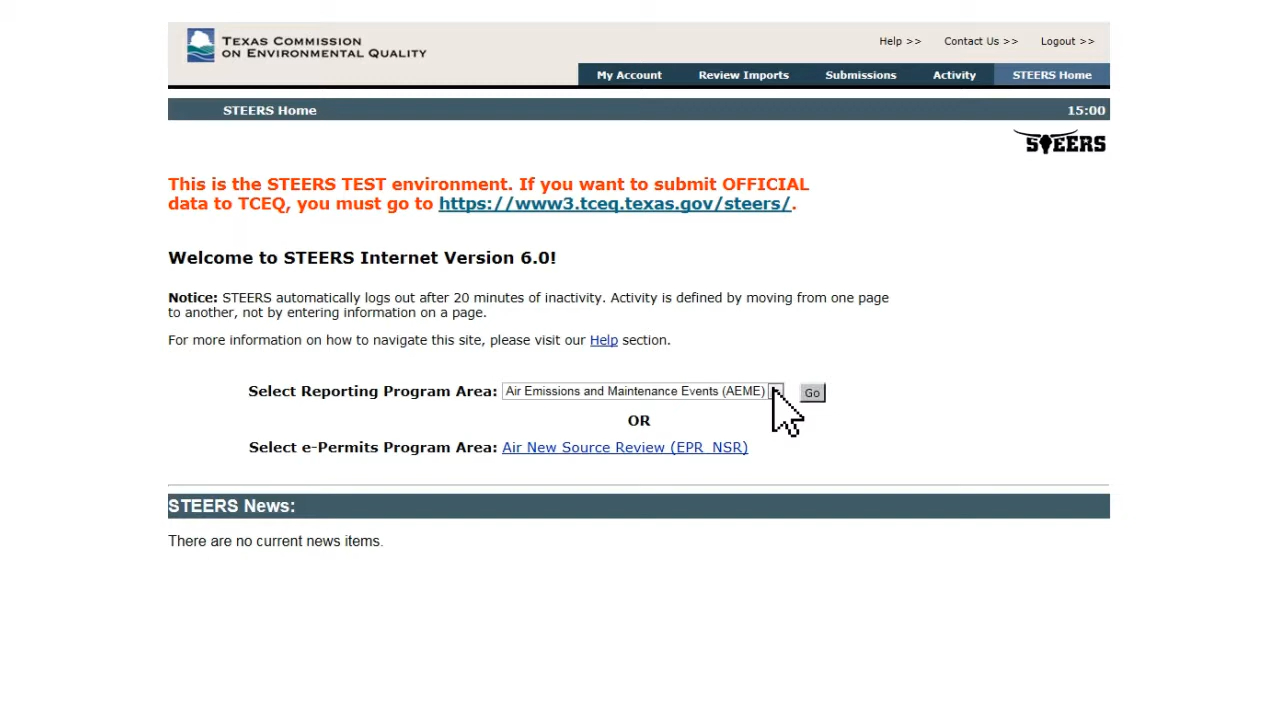 TEXAS COMMISSION
ON ENVIRONMENTAL QUALITY
Help >> Contact Us >> Logout >>
My Account Review Imports Submissions Activity STEERS Home
STEERS Home 15:00
STEERS
This is the STEERS TEST environment. If you want to submit OFFICIAL
data to TCEQ, you must go to https://www3.tceq.texas.gov/steers/.
Welcome to STEERS Internet Version 6.0!
Notice: STEERS automatically logs out after 20 minutes of inactivity. Activity is defined by moving from one page
to another, not by entering information on a page.
For more information on how to navigate this site, please visit our Help section.
Select Reporting Program Area: Air Emissions and Maintenance Events (AEME) Go
OR
Select e-Permits Program Area: Air New Source Review (EPR_NSR)
STEERS News:
There are no current news items.